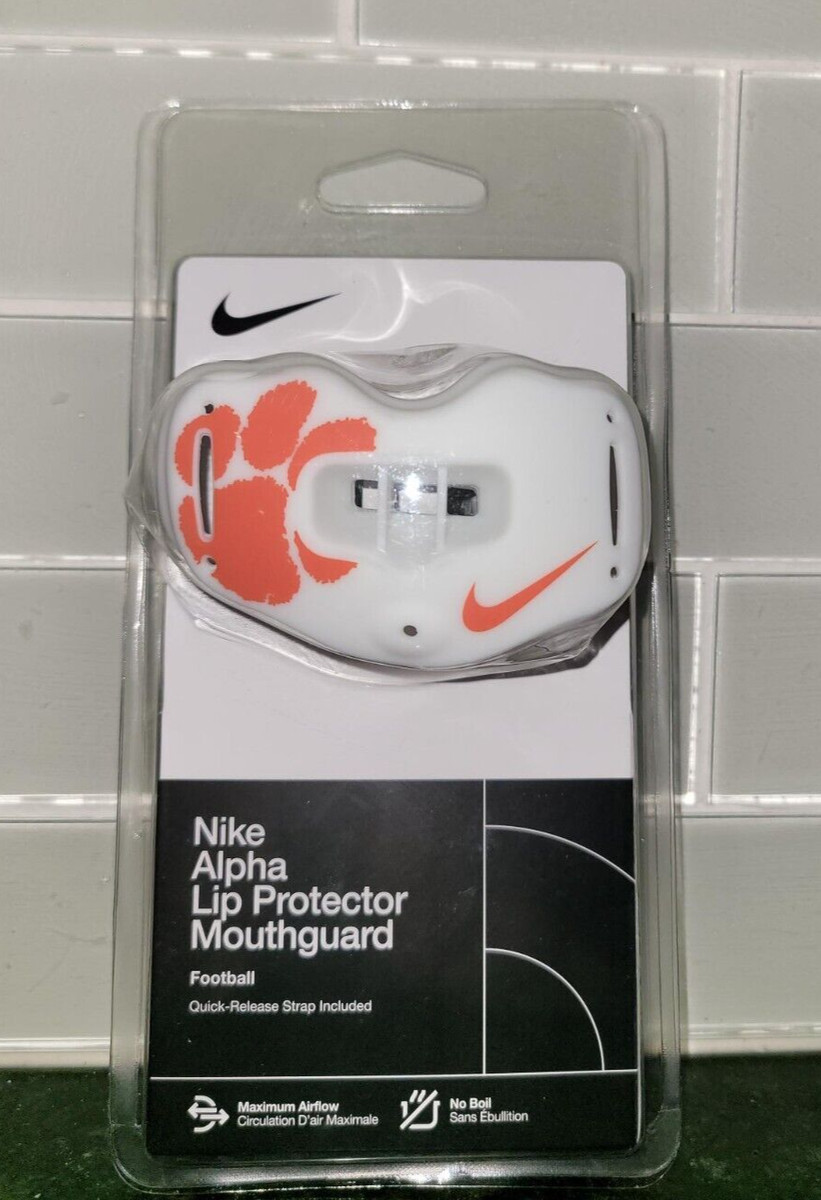 Nike
Alpha
Lip Protector
Mouthguard
Football
Quick-Release Strap Included
Maximum Airflow
Circulation D'air Maximale
No Boil
Sans Ébullition